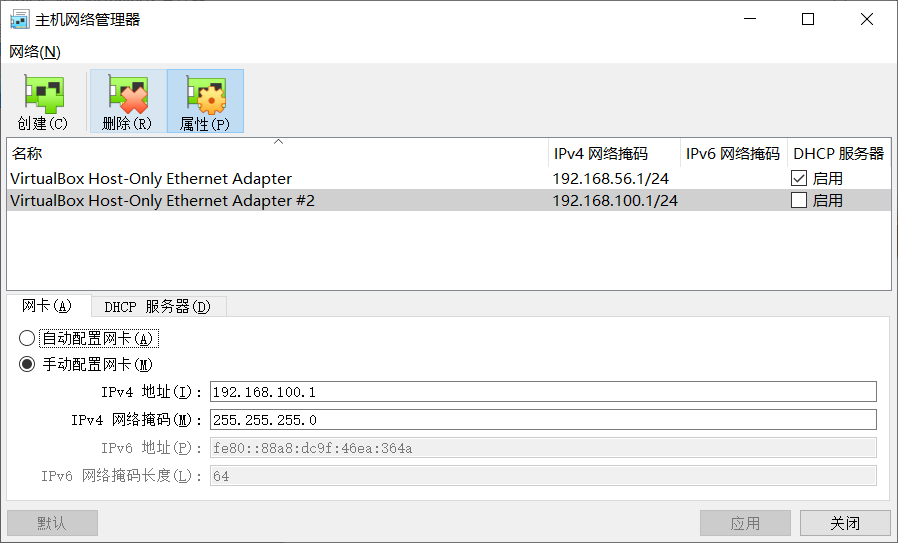 主机网络管理器
网络(N)
创建(C) 删除(R) 属性(P)
名称 IPv4 网络掩码 IPv6 网络掩码 DHCP 服务器
VirtualBox Host-Only Ethernet Adapter 192.168.56.1/24 启用
VirtualBox Host-Only Ethernet Adapter #2 192.168.100.1/24 启用
网卡(A) DHCP 服务器(D)
自动配置网卡(A)
手动配置网卡(M)
IPv4 地址(I): 192.168.100.1
IPv4 网络掩码(M): 255.255.255.0
IPv6 地址(P): fe80::88a8:dc9f:46ea:364a
IPv6 网络掩码长度(L): 64
默认 应用 关闭